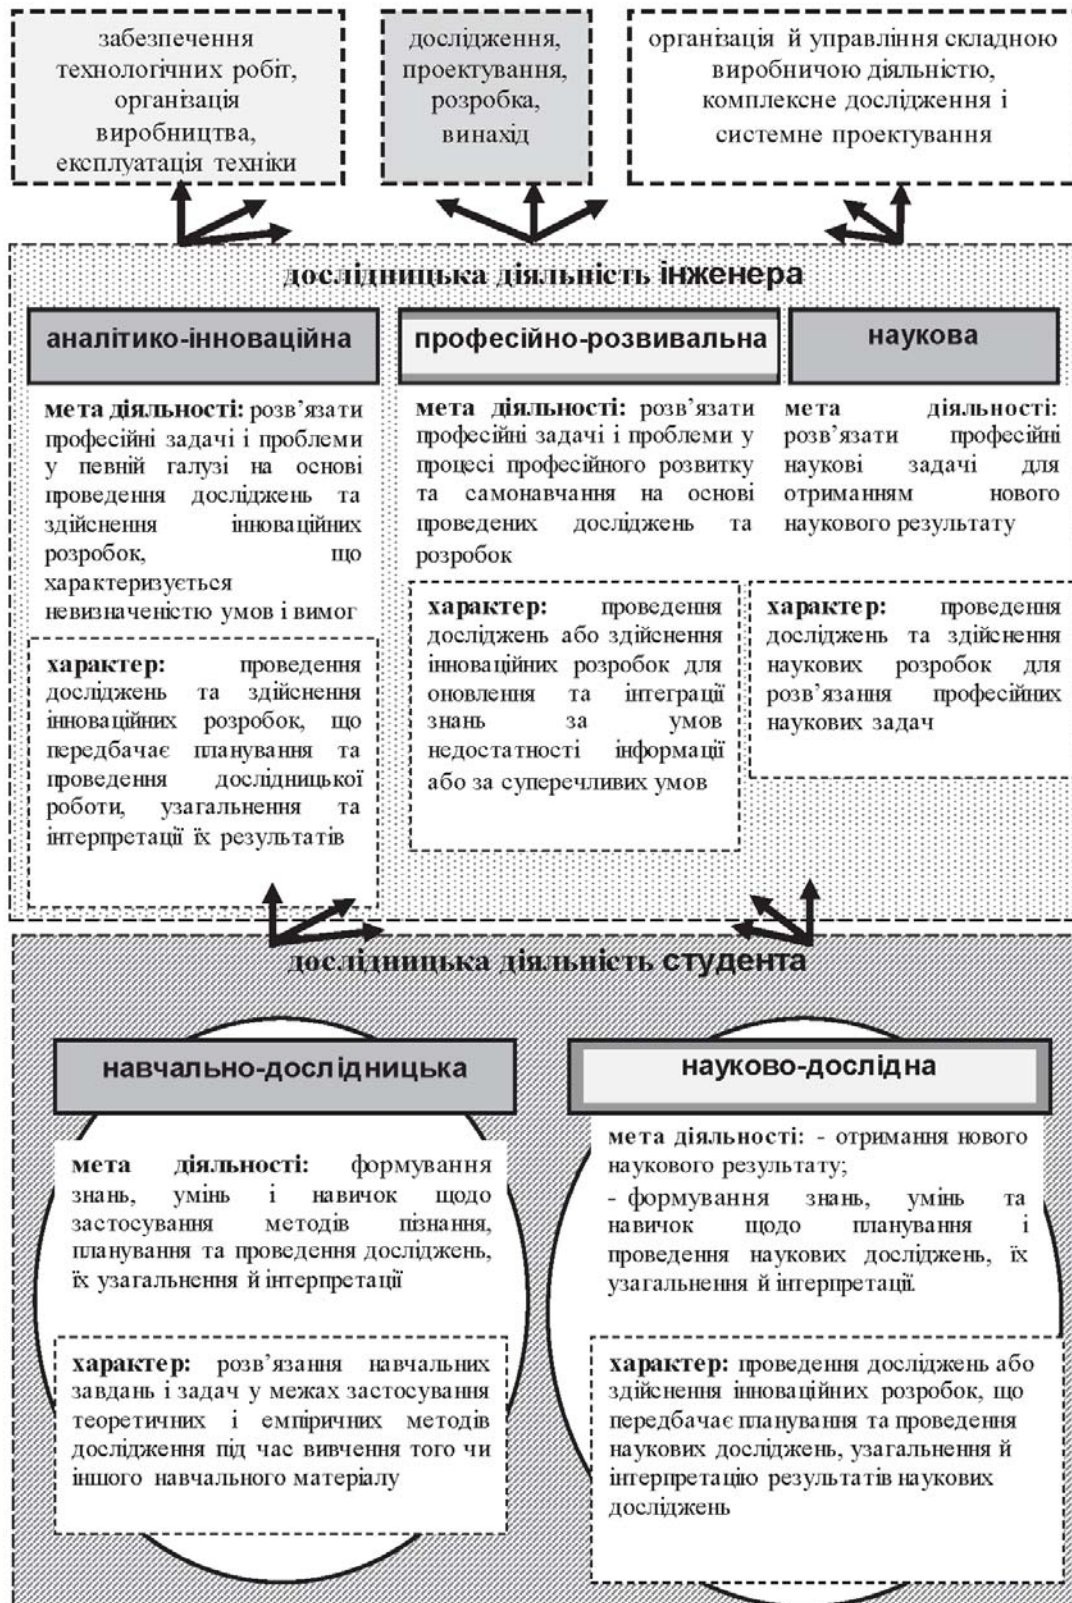 забезпечення
технологічних робіт,
організація
виробництва,
експлуатація техніки
дослідження,
проектування,
розробка,
винахід
організація й управління складною
виробничою діяльністю,
комплексне дослідження і
системне проектування
дослідницька діяльність інженера
аналітико-інноваційна
мета діяльності: розв’язати
професійні задачі і проблеми
у певній галузі на основі
проведення досліджень та
здійснення інноваційних
розробок, що
характеризується
невизначеністю умов і вимог
характер: проведення
досліджень та здійснення
інноваційних розробок, що
передбачає планування та
проведення дослідницької
роботи, узагальнення та
інтерпретації їх результатів
професійно-розвивальна
мета діяльності: розв’язати
професійні задачі і проблеми у
процесі професійного розвитку
та самонавчання на основі
проведених досліджень та
розробок
характер: проведення
досліджень або здійснення
інноваційних розробок для
оновлення та інтеграції
знань за умов
недостатності інформації
або за суперечливих умов
наукова
мета діяльності:
розв’язати професійні
наукові задачі для
отриманням нового
наукового результату
характер: проведення
досліджень та здійснення
наукових розробок для
розв’язання професійних
наукових задач
дослідницька діяльність студента
навчально-дослідницька
мета діяльності: формування
знань, умінь і навичок щодо
застосування методів пізнання,
планування та проведення досліджень,
їх узагальнення й інтерпретації
характер: розв’язання навчальних
завдань і задач у межах застосування
теоретичних і емпіричних методів
дослідження під час вивчення того чи
іншого навчального матеріалу
науково-дослідна
мета діяльності: - отримання нового
наукового результату;
- формування знань, умінь та
навичок щодо планування і
проведення наукових досліджень, їх
узагальнення й інтерпретації.
характер: проведення досліджень або
здійснення інноваційних розробок, що
передбачає планування та проведення
наукових досліджень, узагальнення й
інтерпретацію результатів наукових
досліджень